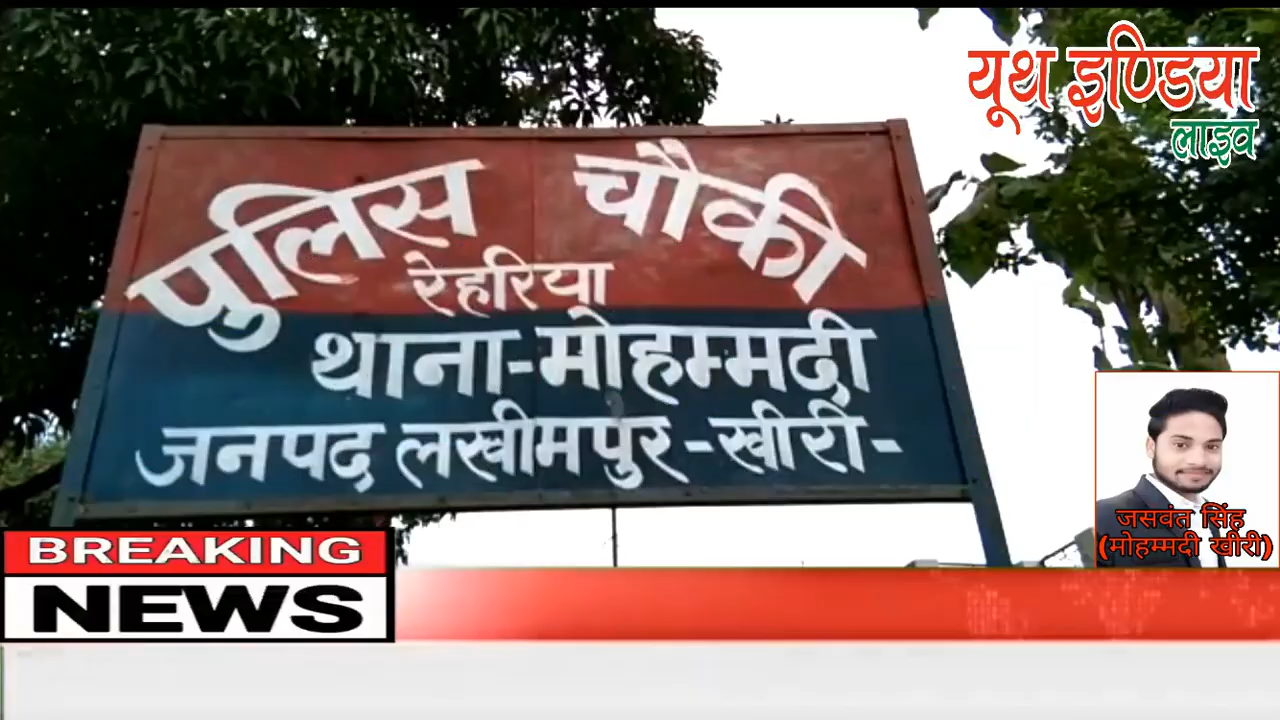 यूथ इण्डिया
लाइव
पुलिस चौकी
रेहरिया
थाना-मोहम्मदी
जनपद लखीमपुर-खीरी-
जसवंत सिंह
(मोहम्मदी खीरी)
BREAKING
NEWS